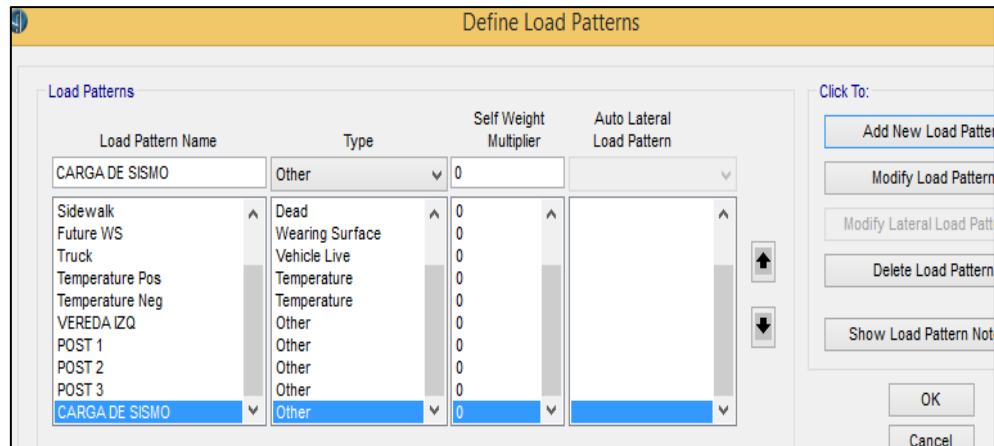 Define Load Patterns
Load Patterns
Click To:
Load Pattern Name
Type
Self Weight
Multiplier
Auto Lateral
Load Pattern
CARGA DE SISMO Other 0
Sidewalk Dead 0
Future WS Wearing Surface 0
Truck Vehicle Live 0
Temperature Pos Temperature 0
Temperature Neg Temperature 0
VEREDA IZQ Other 0
POST 1 Other 0
POST 2 Other 0
POST 3 Other 0
CARGA DE SISMO Other 0
Add New Load Patter
Modify Load Pattern
Modify Lateral Load Patt
Delete Load Pattern
Show Load Pattern Not
OK
Cancel